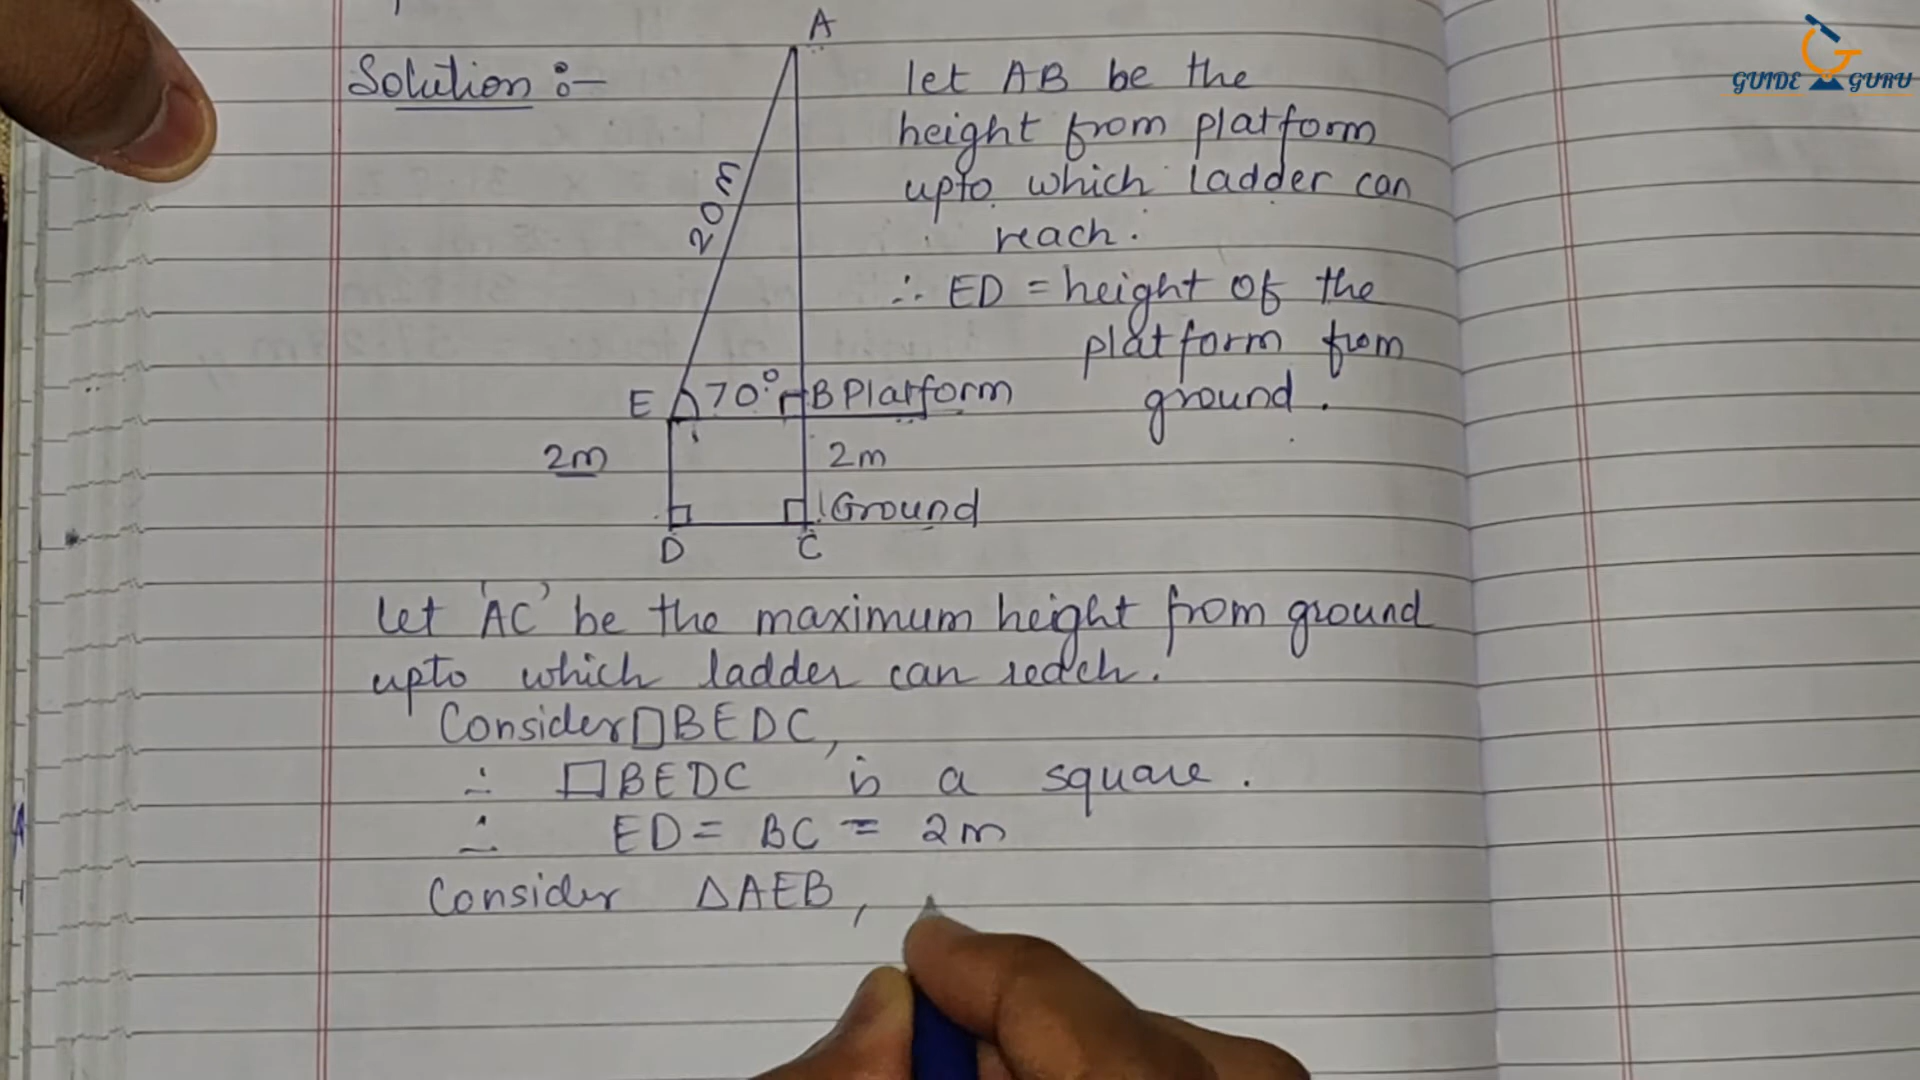 GUIDE GURU
Solution :-
A
let AB be the
height from platform
upto which ladder can
reach.
∴ ED = height of the
platform from
ground.
20m
E 70° B Platform
2m 2m
Ground
D C
Let 'AC' be the maximum height from ground
upto which ladder can reach.
Consider □BEDC,
∴ □BEDC is a square.
∴ ED = BC = 2m
Consider △AEB,